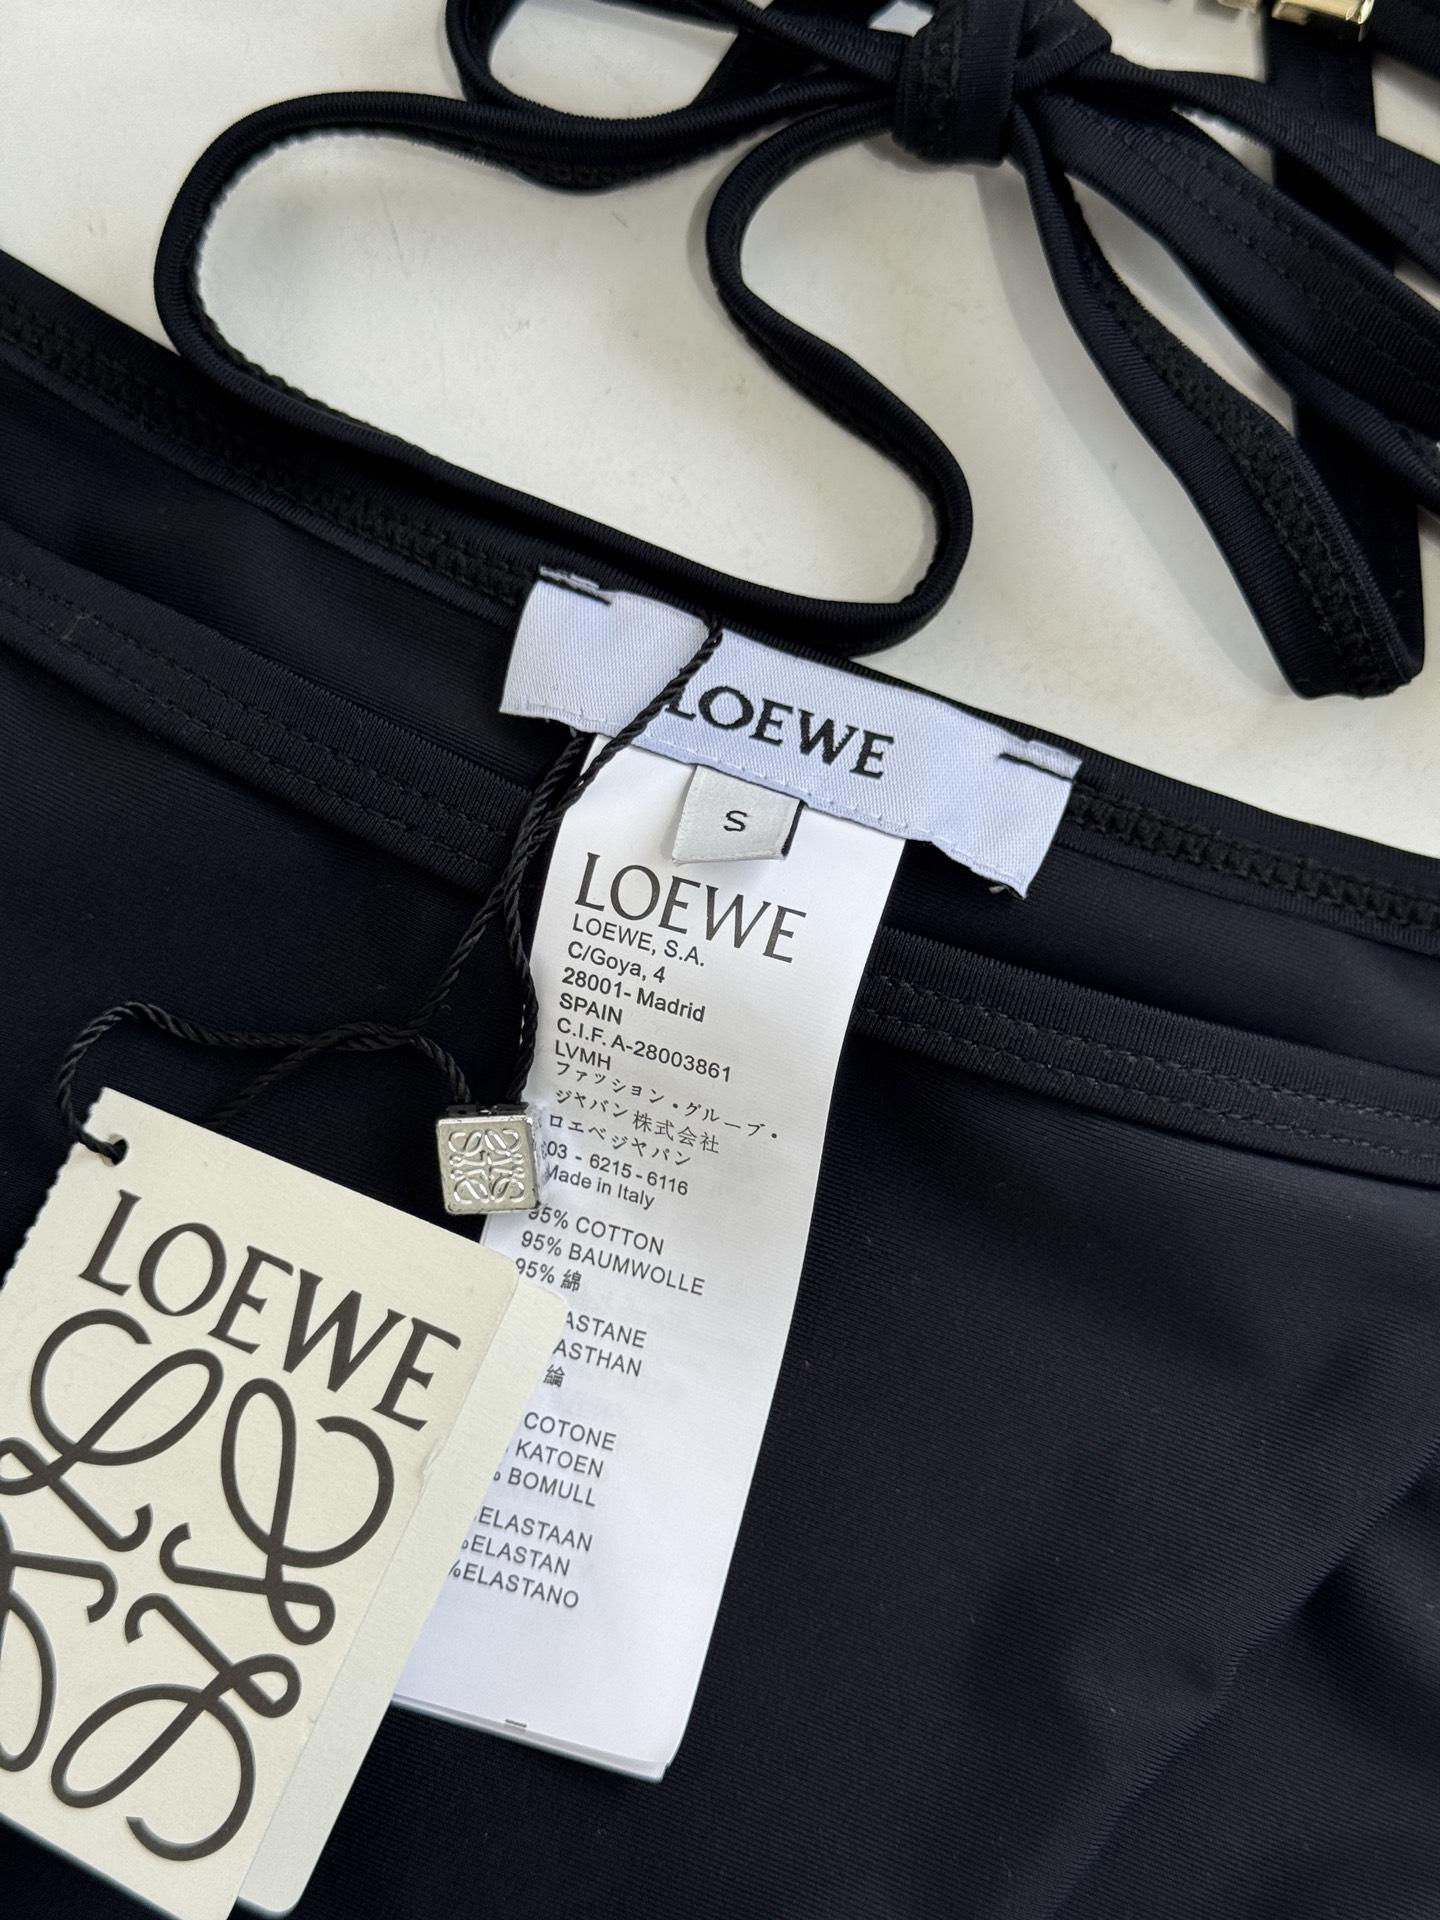 LOEWE
S
LOEWE
LOEWE, S.A.
C/Goya, 4
28001- Madrid
SPAIN
C.I.F. A-28003861
LVMH
ファッション・グループ・
ジャパン株式会社
ロエベジャパン
03 - 6215 - 6116
Made in Italy
95% COTTON
95% BAUMWOLLE
95% 綿
COTONE
KATOEN
BOMULL
ELASTAAN
%ELASTAN
%ELASTANO
LOEWE